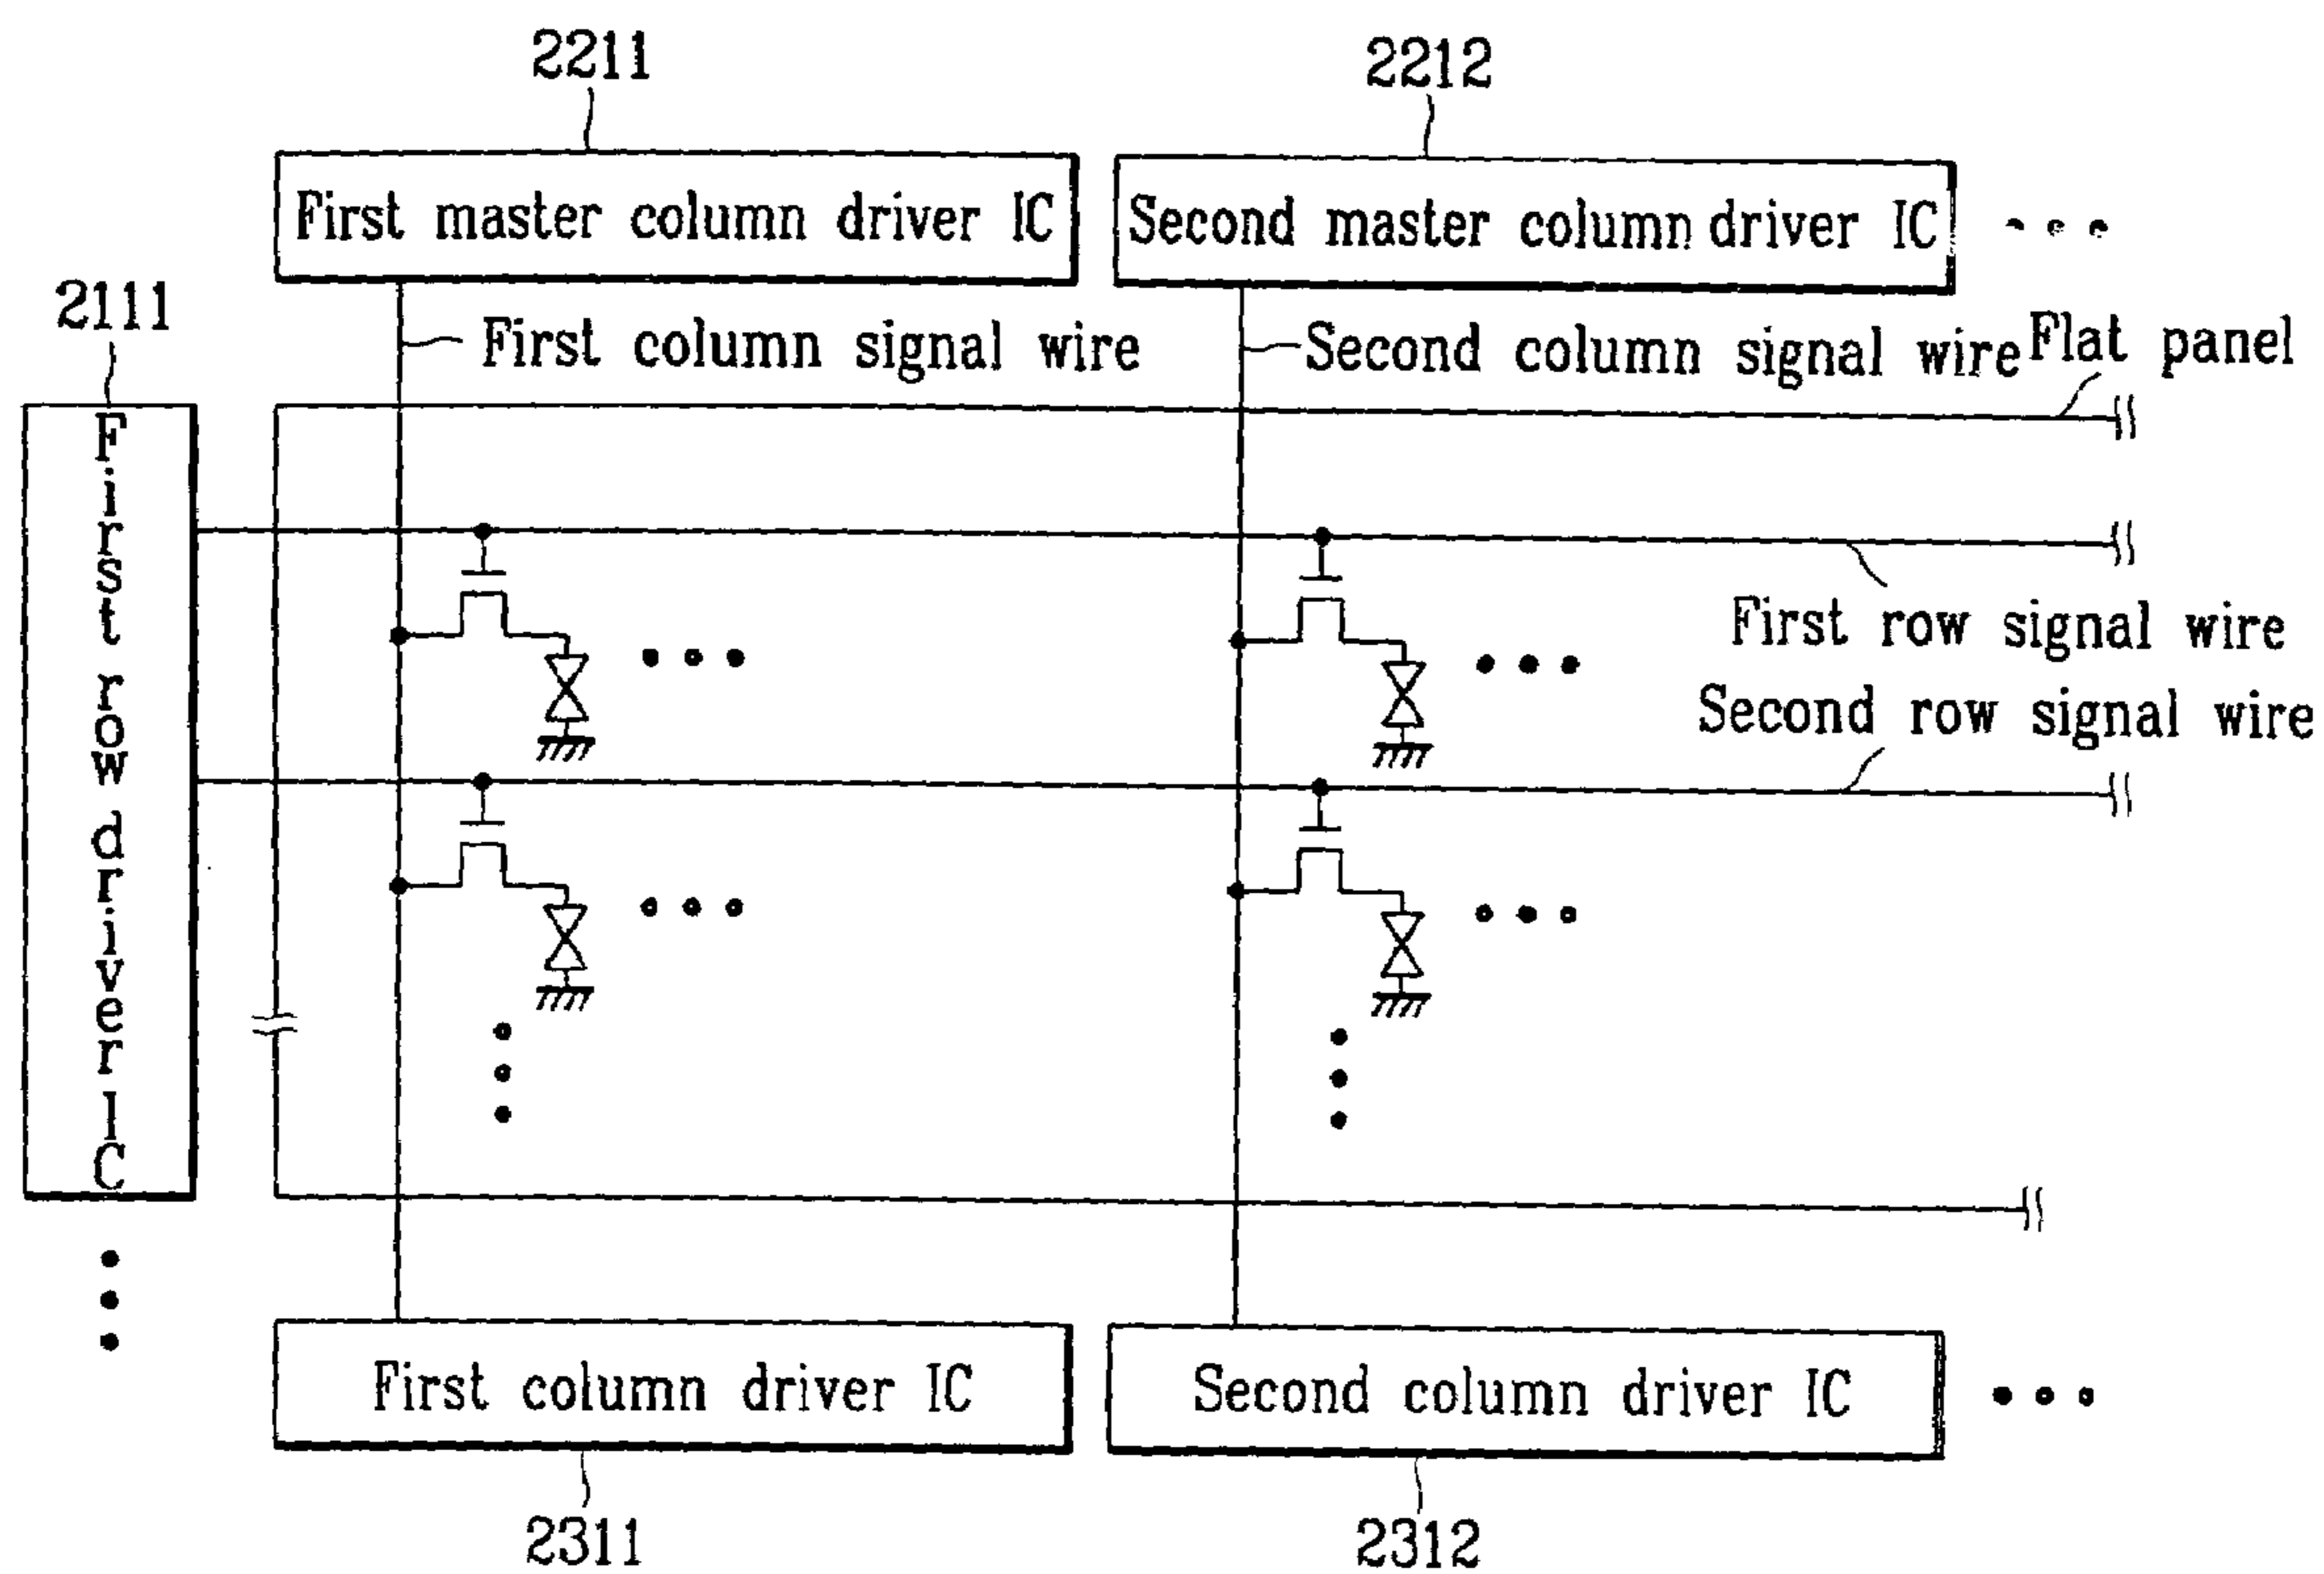 2211
2212
First master column driver IC
Second master column driver IC
2111
First column signal wire
Second column signal wire
Flat panel
First row driver IC
First row signal wire
Second row signal wire
First column driver IC
Second column driver IC
2311
2312